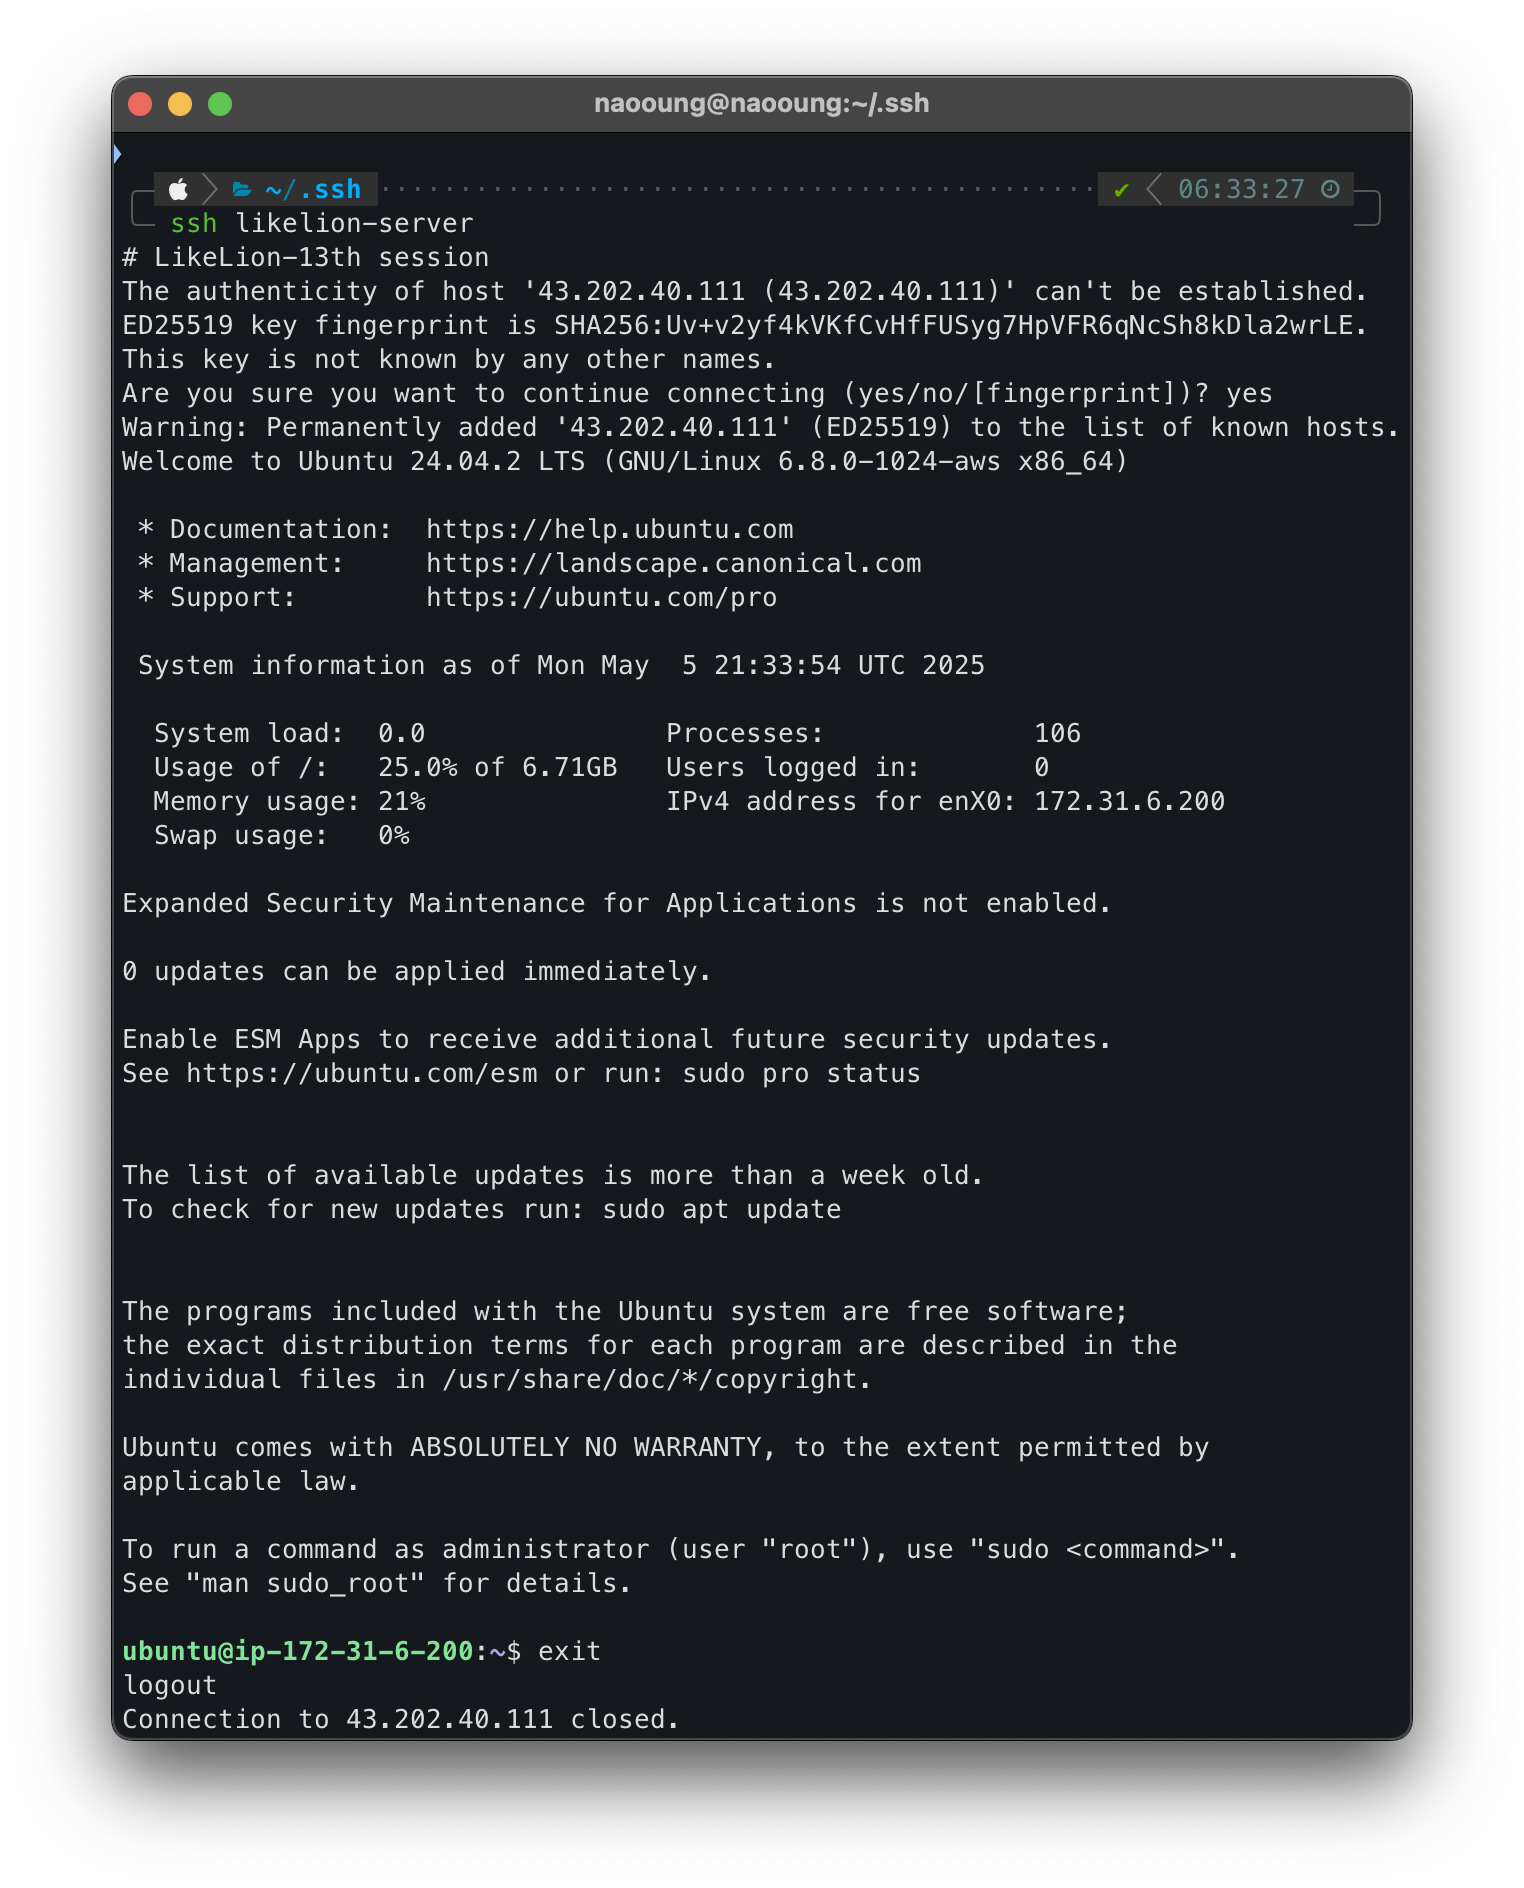 naooung@naooung:~/.ssh
~/.ssh ✔ 06:33:27
ssh likelion-server
# LikeLion-13th session
The authenticity of host '43.202.40.111 (43.202.40.111)' can't be established.
ED25519 key fingerprint is SHA256:Uv+v2yf4kVKfCvHfFUSyg7HpVFR6qNcSh8kDla2wrLE.
This key is not known by any other names.
Are you sure you want to continue connecting (yes/no/[fingerprint])? yes
Warning: Permanently added '43.202.40.111' (ED25519) to the list of known hosts.
Welcome to Ubuntu 24.04.2 LTS (GNU/Linux 6.8.0-1024-aws x86_64)
* Documentation:  https://help.ubuntu.com
* Management:     https://landscape.canonical.com
* Support:        https://ubuntu.com/pro
System information as of Mon May  5 21:33:54 UTC 2025
System load:  0.0               Processes:             106
Usage of /:   25.0% of 6.71GB   Users logged in:       0
Memory usage: 21%               IPv4 address for enX0: 172.31.6.200
Swap usage:   0%
Expanded Security Maintenance for Applications is not enabled.
0 updates can be applied immediately.
Enable ESM Apps to receive additional future security updates.
See https://ubuntu.com/esm or run: sudo pro status
The list of available updates is more than a week old.
To check for new updates run: sudo apt update
The programs included with the Ubuntu system are free software;
the exact distribution terms for each program are described in the
individual files in /usr/share/doc/*/copyright.
Ubuntu comes with ABSOLUTELY NO WARRANTY, to the extent permitted by
applicable law.
To run a command as administrator (user "root"), use "sudo <command>".
See "man sudo_root" for details.
ubuntu@ip-172-31-6-200:~$ exit
logout
Connection to 43.202.40.111 closed.